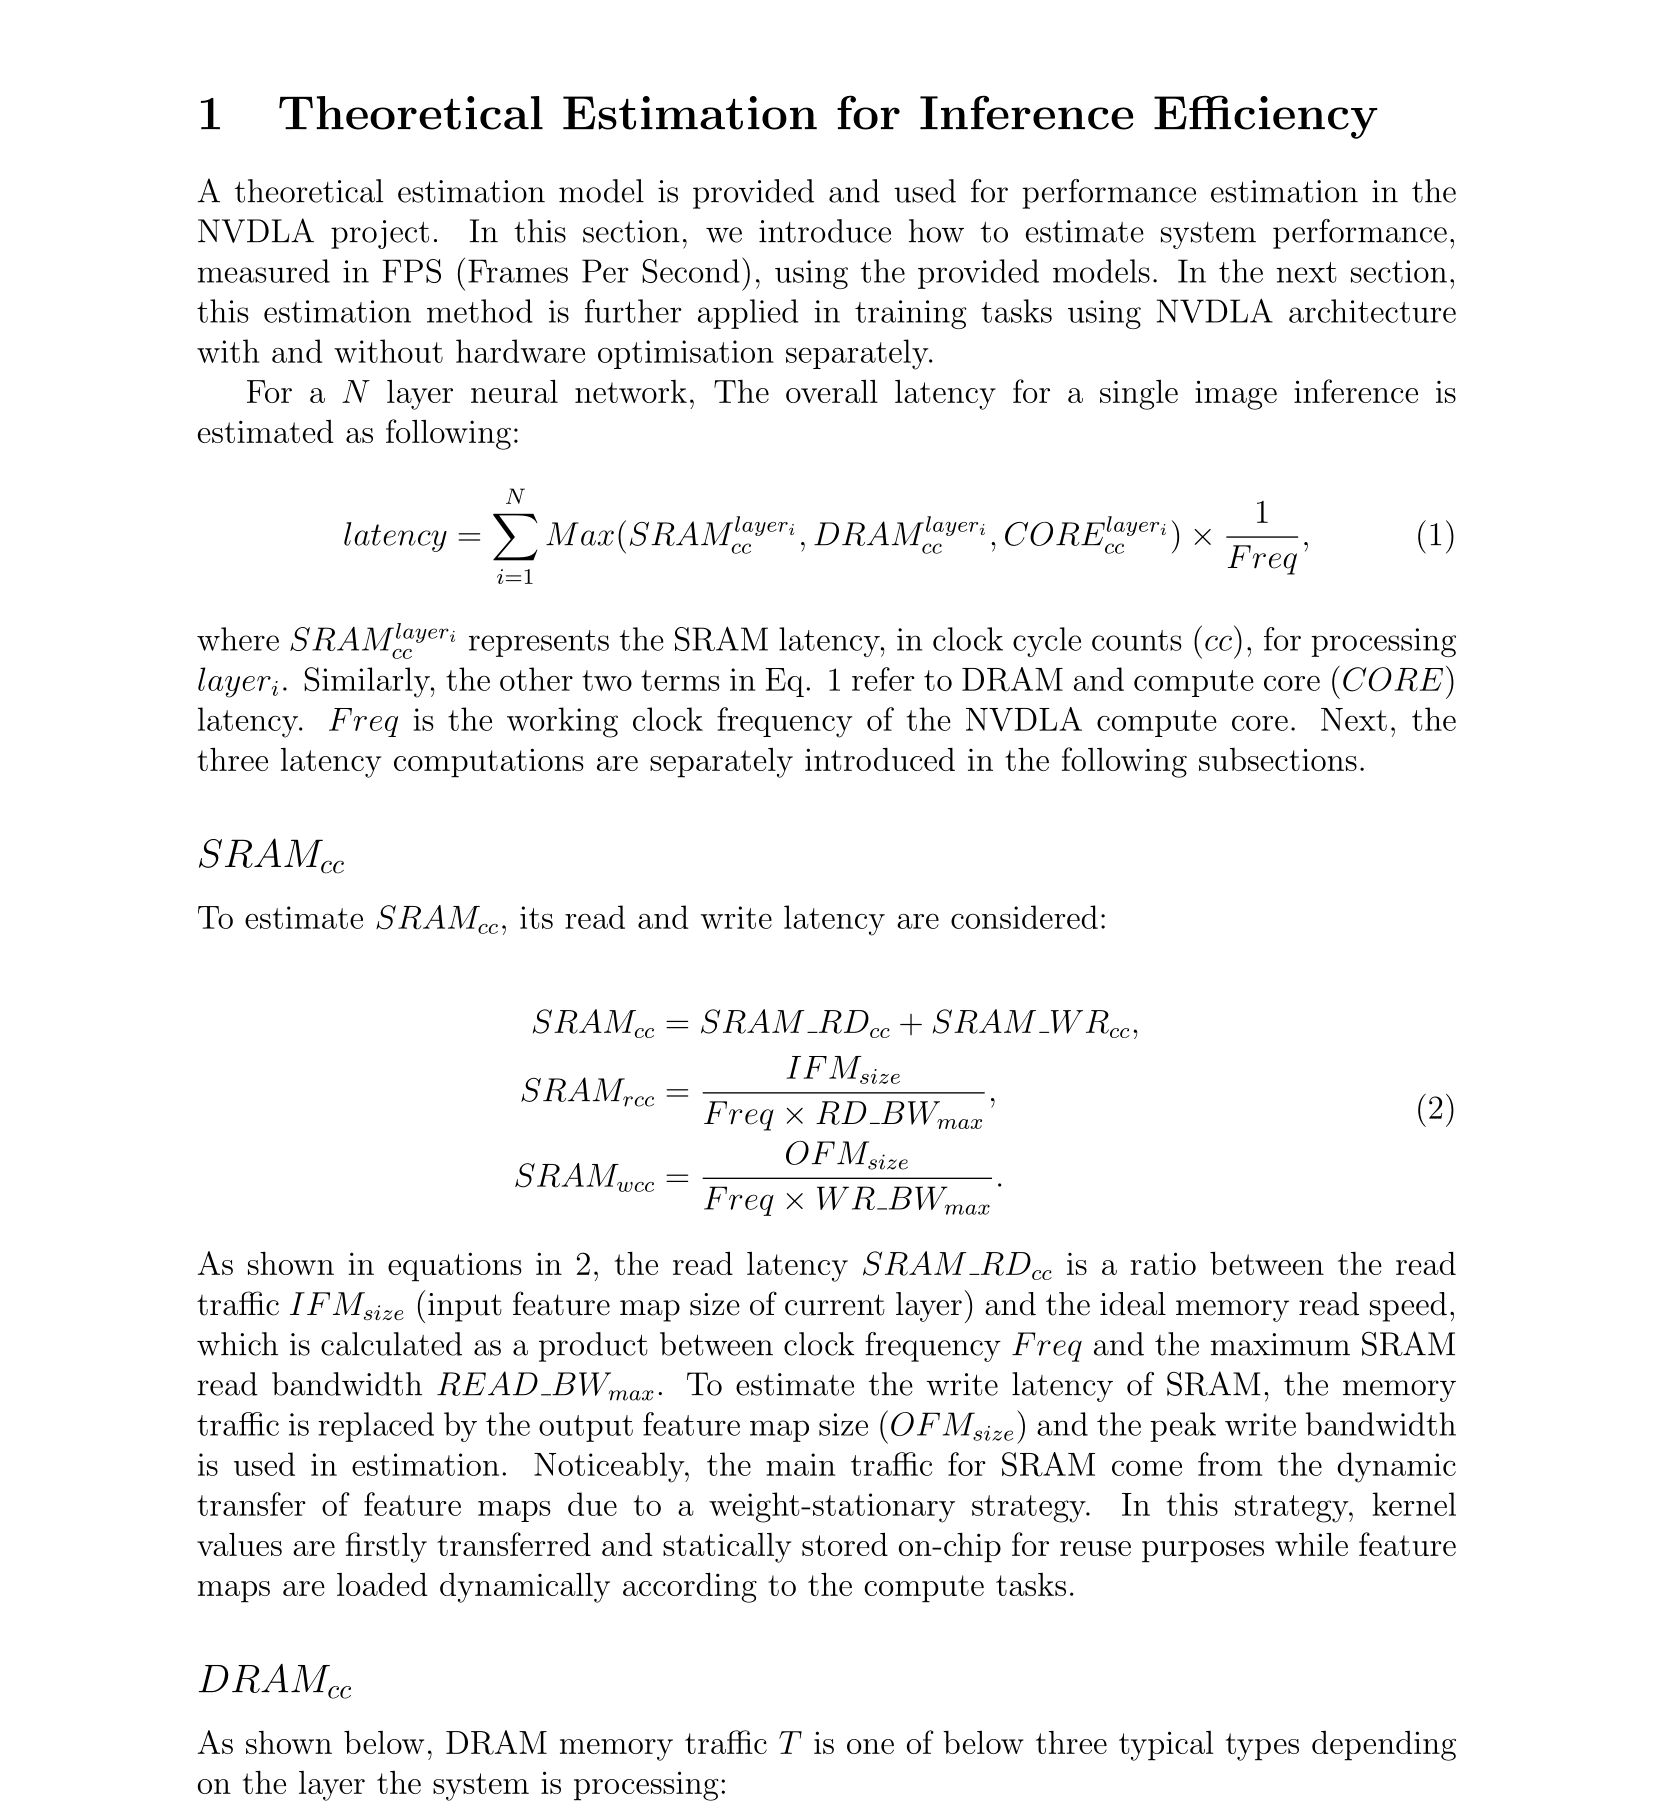 1 Theoretical Estimation for Inference Efficiency
A theoretical estimation model is provided and used for performance estimation in the
NVDLA project. In this section, we introduce how to estimate system performance,
measured in FPS (Frames Per Second), using the provided models. In the next section,
this estimation method is further applied in training tasks using NVDLA architecture
with and without hardware optimisation separately.
For a N layer neural network, The overall latency for a single image inference is
estimated as following:
$latency = \sum_{i=1}^{N} Max(SRAM_{cc}^{layer_i}, DRAM_{cc}^{layer_i}, CORE_{cc}^{layer_i}) \times \frac{1}{Freq},$ (1)
where $SRAM_{cc}^{layer_i}$ represents the SRAM latency, in clock cycle counts (cc), for processing
$layer_i$. Similarly, the other two terms in Eq. 1 refer to DRAM and compute core (CORE)
latency. Freq is the working clock frequency of the NVDLA compute core. Next, the
three latency computations are separately introduced in the following subsections.
$SRAM_{cc}$
To estimate $SRAM_{cc}$, its read and write latency are considered:
$SRAM_{cc} = SRAM\_RD_{cc} + SRAM\_WR_{cc},$
$SRAM_{rcc} = \frac{IFM_{size}}{Freq \times RD\_BW_{max}},$
(2)
$SRAM_{wcc} = \frac{OFM_{size}}{Freq \times WR\_BW_{max}}.$
As shown in equations in 2, the read latency $SRAM\_RD_{cc}$ is a ratio between the read
traffic $IFM_{size}$ (input feature map size of current layer) and the ideal memory read speed,
which is calculated as a product between clock frequency Freq and the maximum SRAM
read bandwidth $READ\_BW_{max}$. To estimate the write latency of SRAM, the memory
traffic is replaced by the output feature map size ($OFM_{size}$) and the peak write bandwidth
is used in estimation. Noticeably, the main traffic for SRAM come from the dynamic
transfer of feature maps due to a weight-stationary strategy. In this strategy, kernel
values are firstly transferred and statically stored on-chip for reuse purposes while feature
maps are loaded dynamically according to the compute tasks.
$DRAM_{cc}$
As shown below, DRAM memory traffic T is one of below three typical types depending
on the layer the system is processing: